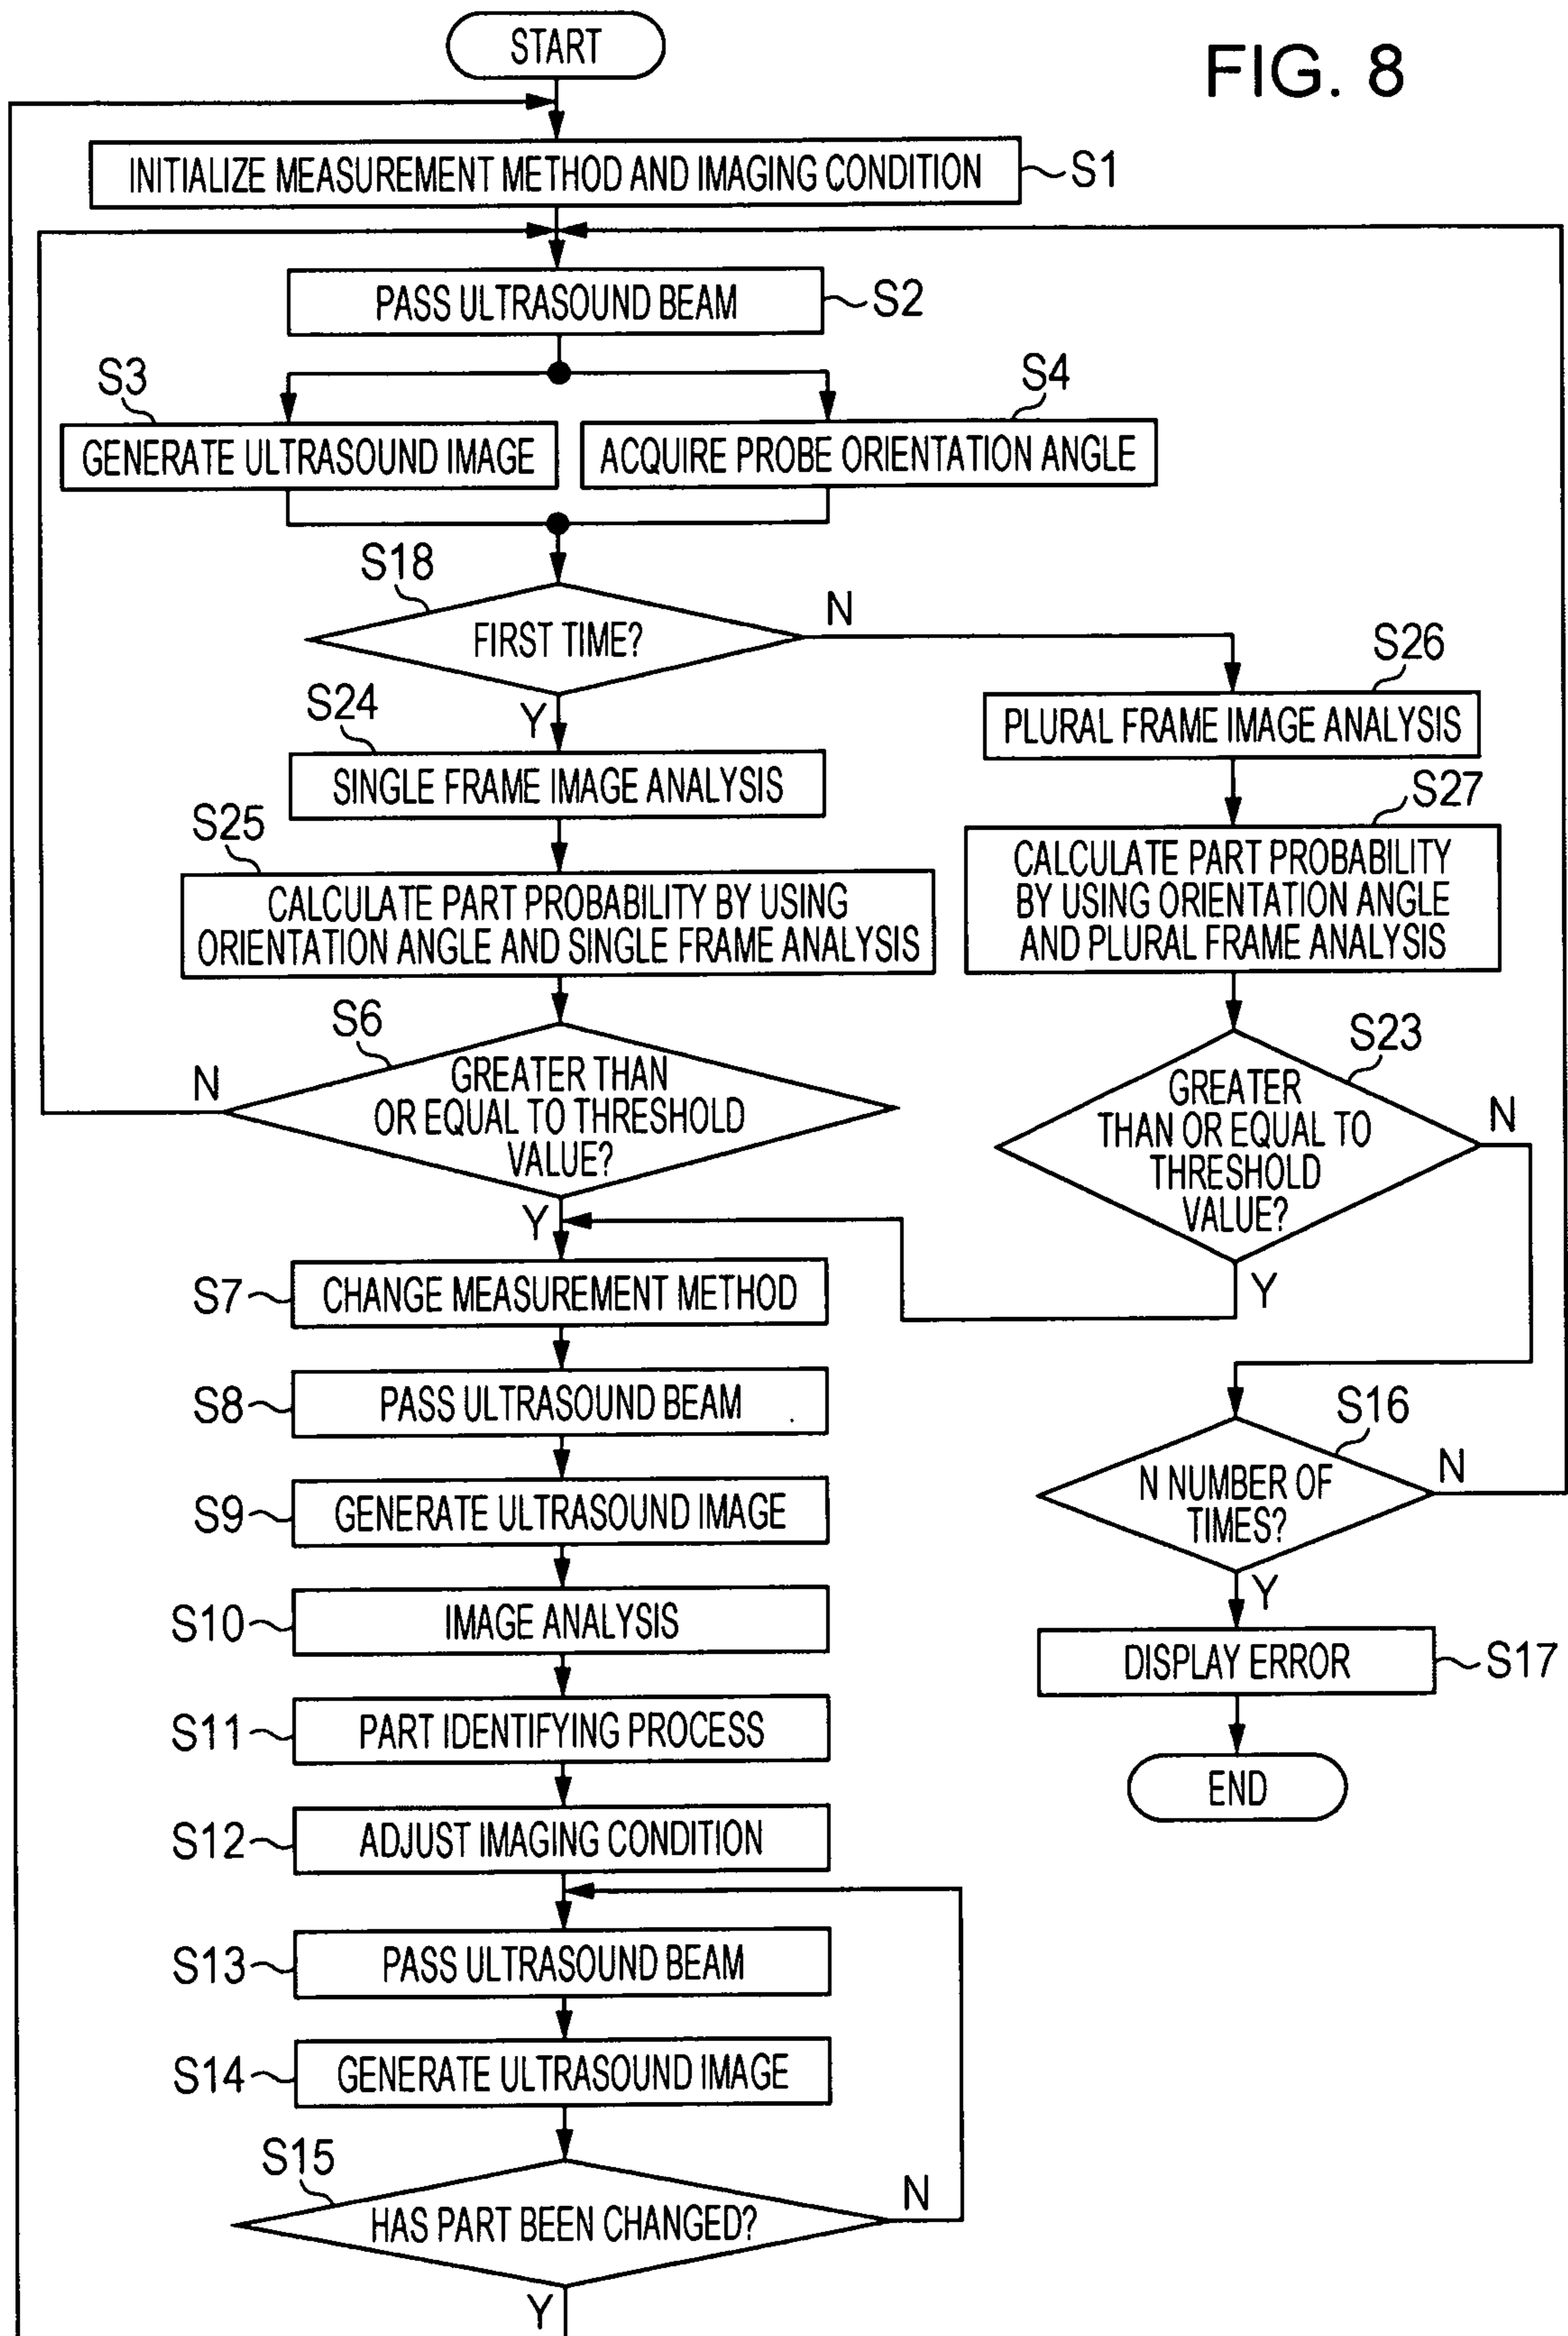 FIG. 8
START
INITIALIZE MEASUREMENT METHOD AND IMAGING CONDITION
S1
PASS ULTRASOUND BEAM
S2
S3
GENERATE ULTRASOUND IMAGE
S4
ACQUIRE PROBE ORIENTATION ANGLE
S18
FIRST TIME?
N
Y
S24
SINGLE FRAME IMAGE ANALYSIS
S26
PLURAL FRAME IMAGE ANALYSIS
S25
CALCULATE PART PROBABILITY BY USING
ORIENTATION ANGLE AND SINGLE FRAME ANALYSIS
S27
CALCULATE PART PROBABILITY
BY USING ORIENTATION ANGLE
AND PLURAL FRAME ANALYSIS
S6
GREATER THAN
OR EQUAL TO THRESHOLD
VALUE?
N
Y
S23
GREATER
THAN OR EQUAL TO
THRESHOLD
VALUE?
N
Y
S7
CHANGE MEASUREMENT METHOD
S8
PASS ULTRASOUND BEAM
S9
GENERATE ULTRASOUND IMAGE
S10
IMAGE ANALYSIS
S11
PART IDENTIFYING PROCESS
S12
ADJUST IMAGING CONDITION
S16
N NUMBER OF
TIMES?
N
Y
DISPLAY ERROR
S17
END
S13
PASS ULTRASOUND BEAM
S14
GENERATE ULTRASOUND IMAGE
S15
HAS PART BEEN CHANGED?
N
Y